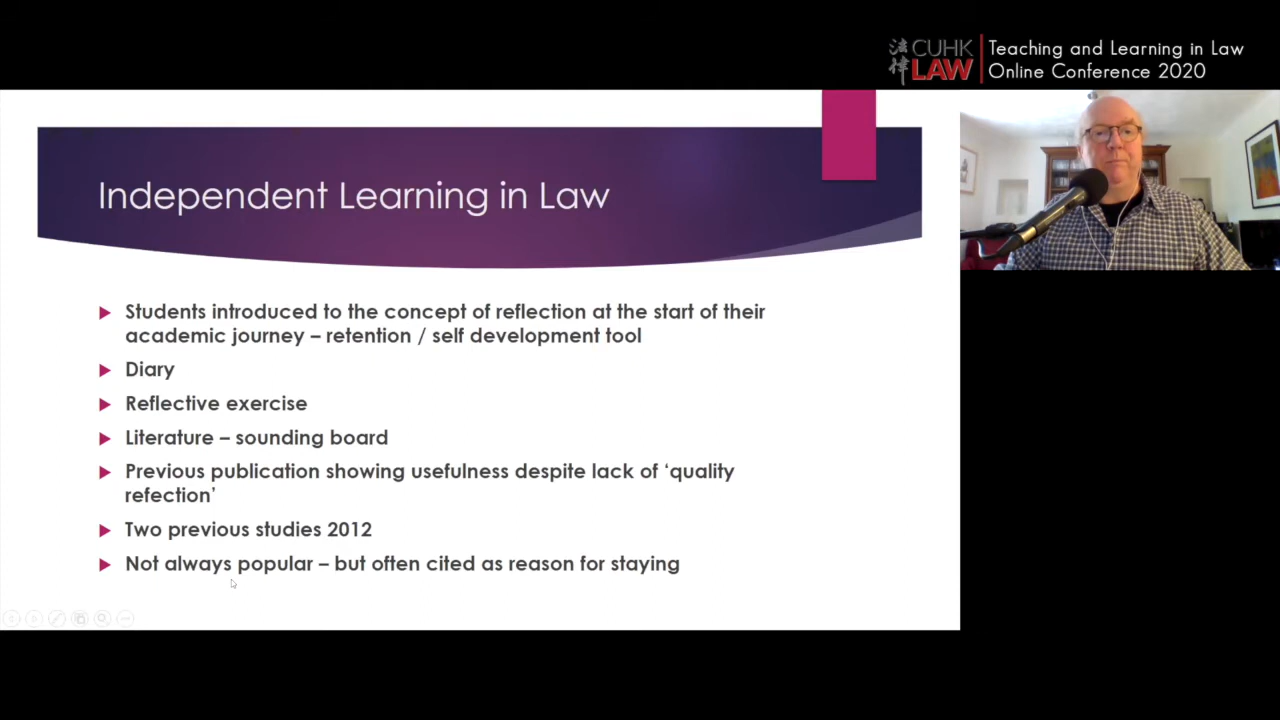 法律
CUHK
LAW
Teaching and Learning in Law
Online Conference 2020
Independent Learning in Law
Students introduced to the concept of reflection at the start of their
academic journey – retention / self development tool
Diary
Reflective exercise
Literature – sounding board
Previous publication showing usefulness despite lack of ‘quality
refection’
Two previous studies 2012
Not always popular – but often cited as reason for staying